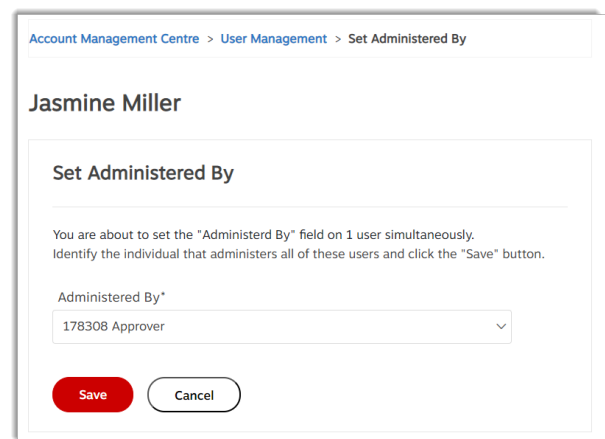 Account Management Centre > User Management > Set Administered By
Jasmine Miller
Set Administered By
You are about to set the "Administerd By" field on 1 user simultaneously.
Identify the individual that administers all of these users and click the "Save" button.
Administered By*
178308 Approver
Save Cancel